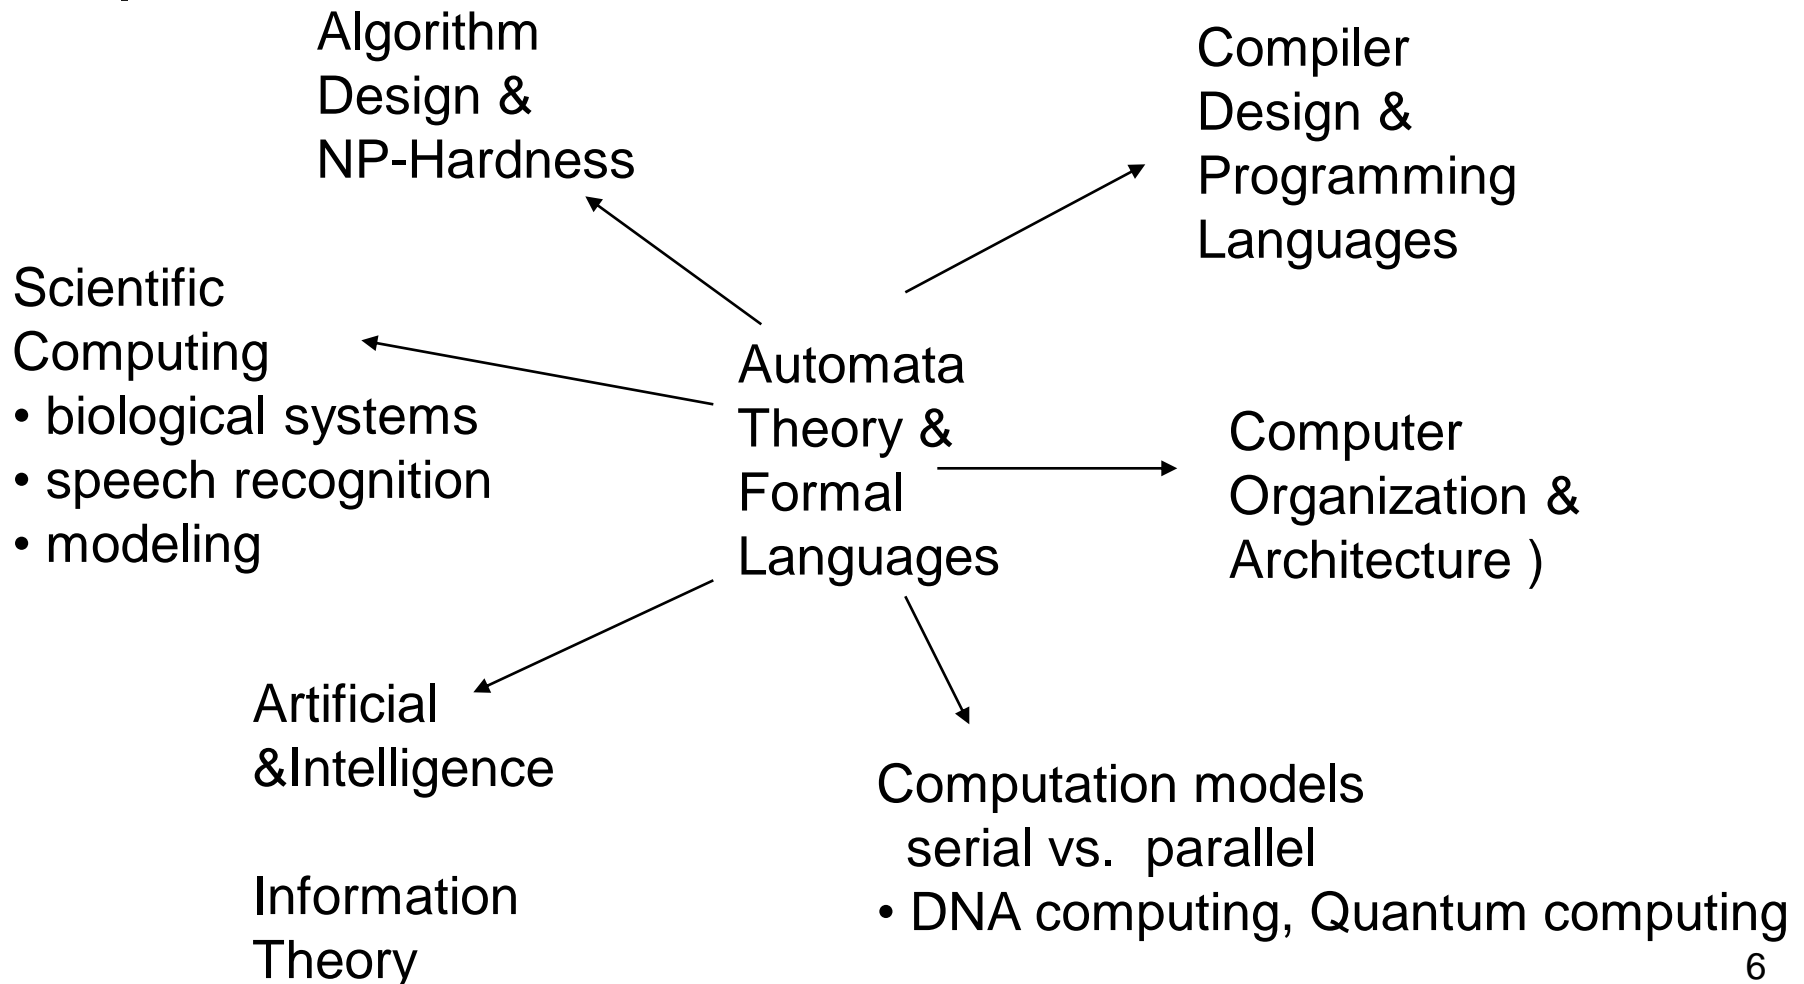 Algorithm
Design &
NP-Hardness
Compiler
Design &
Programming
Languages
Scientific
Computing
• biological systems
• speech recognition
• modeling
Automata
Theory &
Formal
Languages
Computer
Organization &
Architecture )
Artificial
&Intelligence
Information
Theory
Computation models
serial vs. parallel
• DNA computing, Quantum computing
6